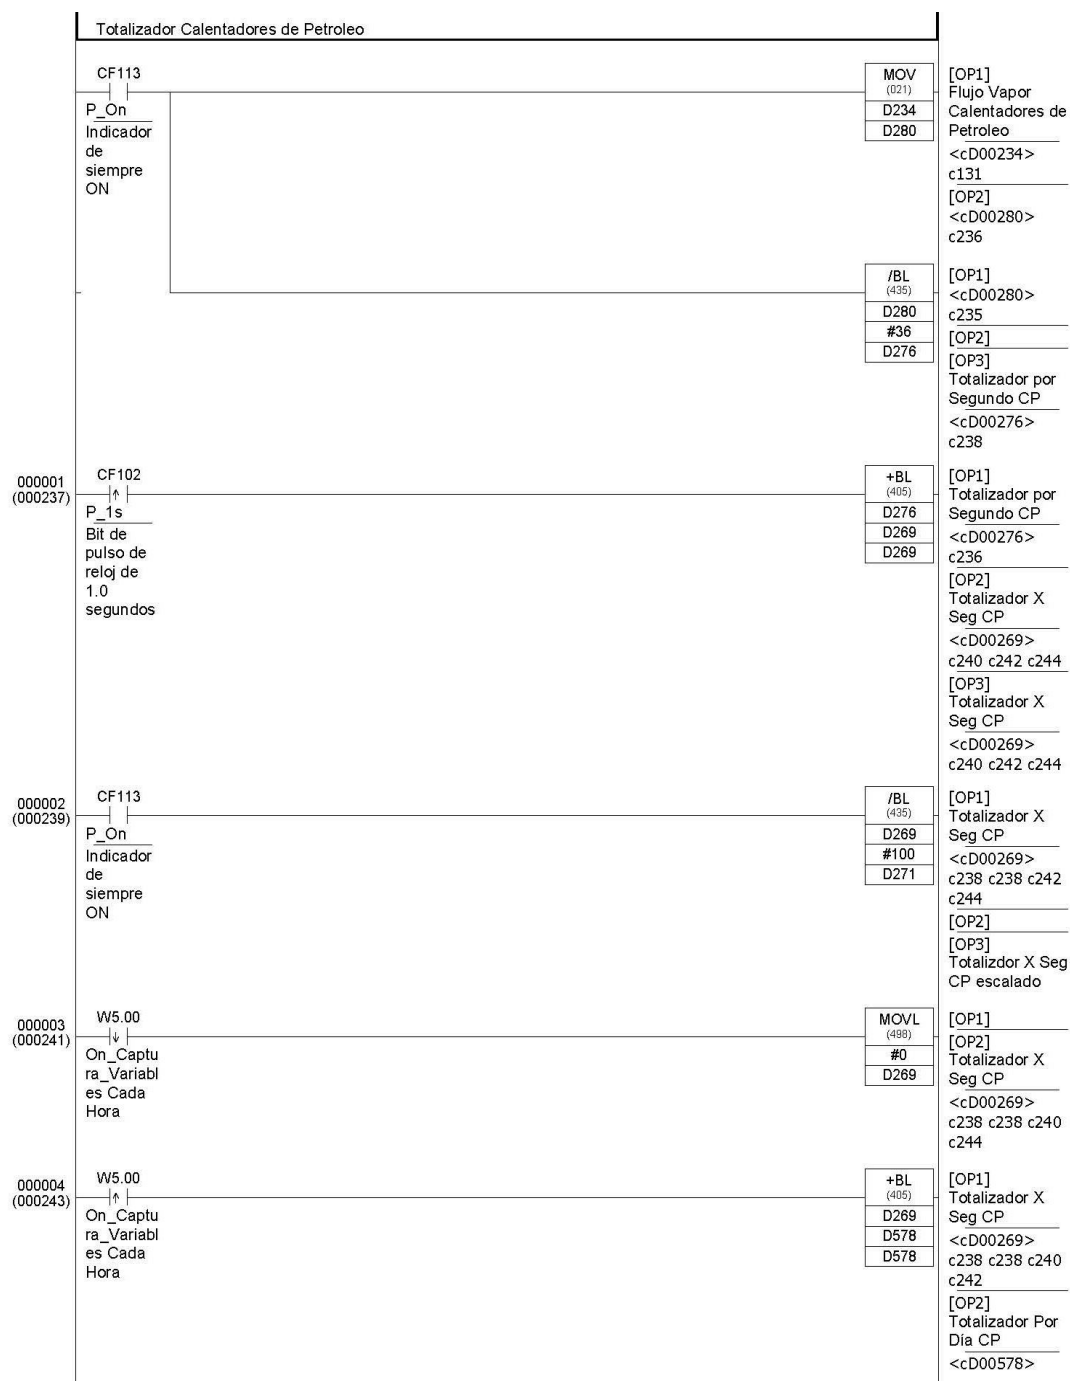 Totalizador Calentadores de Petroleo
CF113
P_On
Indicador
de
siempre
ON
MOV
(021)
D234
D280
[OP1]
Flujo Vapor
Calentadores de
Petroleo
<cD00234>
c131
[OP2]
<cD00280>
c236
/BL
(435)
D280
#36
D276
[OP1]
<cD00280>
c235
[OP2]
[OP3]
Totalizador por
Segundo CP
<cD00276>
c238
000001
(000237)
CF102
P_1s
Bit de
pulso de
reloj de
1.0
segundos
+BL
(405)
D276
D269
D269
[OP1]
Totalizador por
Segundo CP
<cD00276>
c236
[OP2]
Totalizador X
Seg CP
<cD00269>
c240 c242 c244
[OP3]
Totalizador X
Seg CP
<cD00269>
c240 c242 c244
000002
(000239)
CF113
P_On
Indicador
de
siempre
ON
/BL
(435)
D269
#100
D271
[OP1]
Totalizador X
Seg CP
<cD00269>
c238 c238 c242
c244
[OP2]
[OP3]
Totalizdor X Seg
CP escalado
000003
(000241)
W5.00
On_Captu
ra_Variabl
es Cada
Hora
MOVL
(498)
#0
D269
[OP1]
[OP2]
Totalizador X
Seg CP
<cD00269>
c238 c238 c240
c244
000004
(000243)
W5.00
On_Captu
ra_Variabl
es Cada
Hora
+BL
(405)
D269
D578
D578
[OP1]
Totalizador X
Seg CP
<cD00269>
c238 c238 c240
c242
[OP2]
Totalizador Por
Día CP
<cD00578>